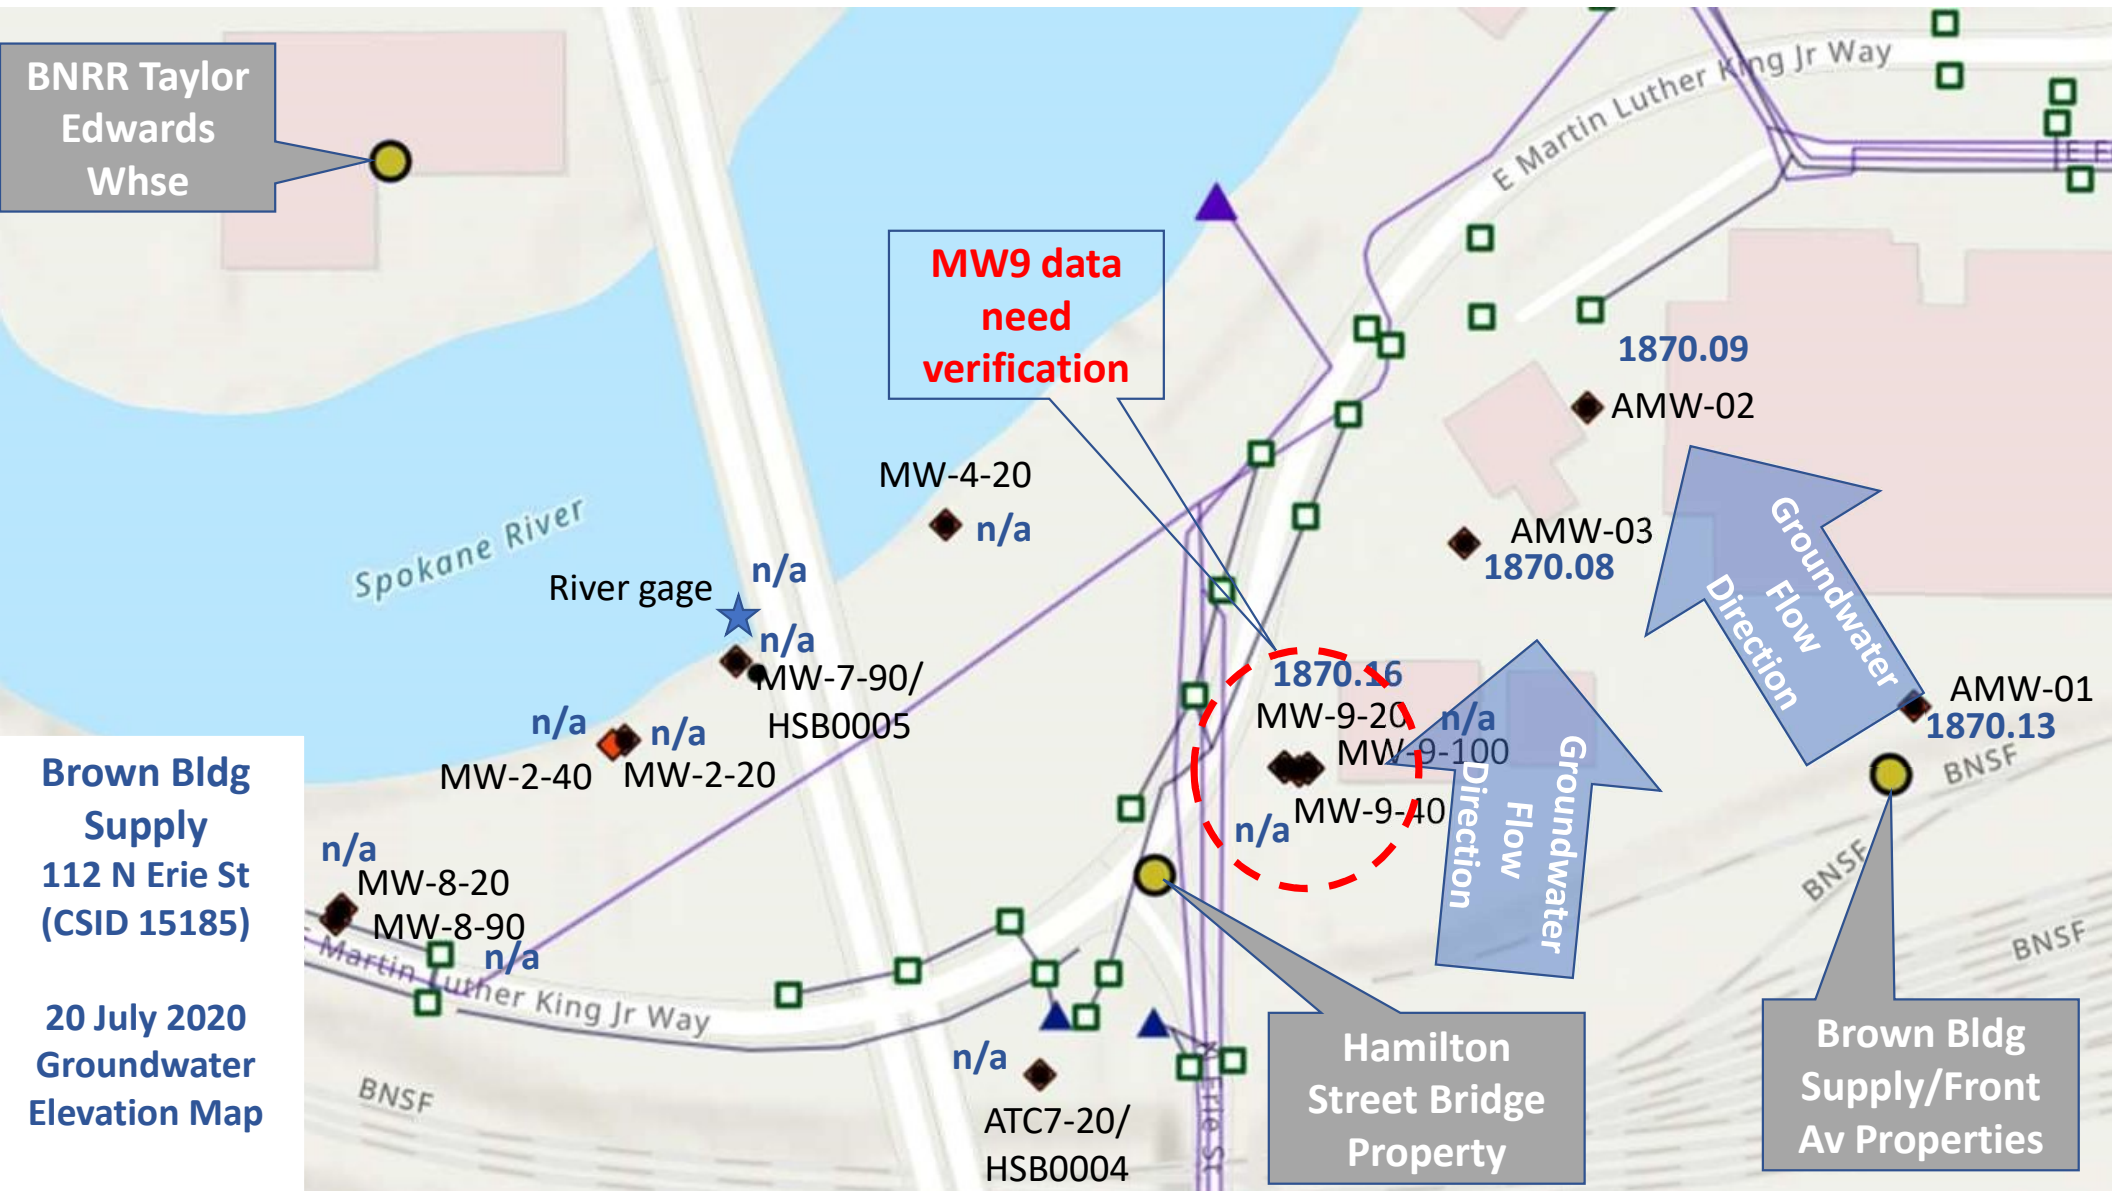 BNRR Taylor
Edwards
Whse
E Martin Luther King Jr Way
MW9 data
need
verification
1870.09
AMW-02
MW-4-20
n/a
AMW-03
1870.08
Groundwater
Flow
Direction
Spokane River
River gage
n/a
n/a
MW-7-90/
HSB0005
1870.16
MW-9-20
n/a
MW-9-100
MW-9-40
n/a
AMW-01
1870.13
BNSF
BNSF
BNSF
n/a
n/a
MW-2-40
MW-2-20
Groundwater
Flow
Direction
Brown Bldg
Supply
112 N Erie St
(CSID 15185)
20 July 2020
Groundwater
Elevation Map
n/a
MW-8-20
MW-8-90
n/a
E Martin Luther King Jr Way
BNSF
n/a
ATC7-20/
HSB0004
N Erie St
Hamilton
Street Bridge
Property
Brown Bldg
Supply/Front
Av Properties